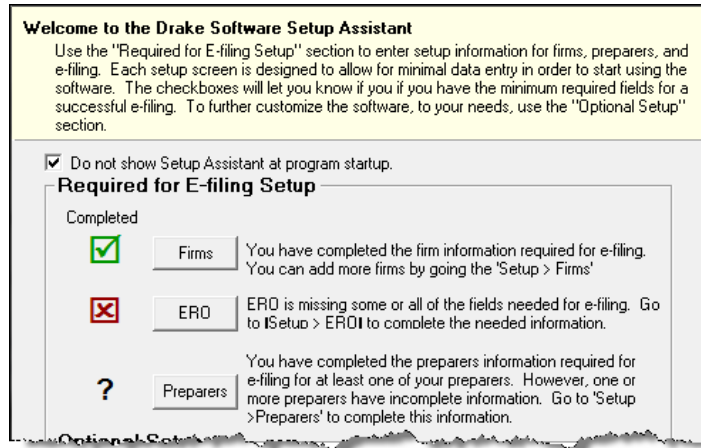 Welcome to the Drake Software Setup Assistant
Use the "Required for E-filing Setup" section to enter setup information for firms, preparers, and
e-filing. Each setup screen is designed to allow for minimal data entry in order to start using the
software. The checkboxes will let you know if you if you have the minimum required fields for a
successful e-filing. To further customize the software, to your needs, use the "Optional Setup"
section.
Do not show Setup Assistant at program startup.
Required for E-filing Setup
Completed
Firms
You have completed the firm information required for e-filing.
You can add more firms by going the 'Setup > Firms'
ERO
ERO is missing some or all of the fields needed for e-filing. Go
to |Setup > ERO| to complete the needed information.
?
Preparers
You have completed the preparers information required for
e-filing for at least one of your preparers. However, one or
more preparers have incomplete information. Go to 'Setup
>Preparers' to complete this information.
Optional Setup